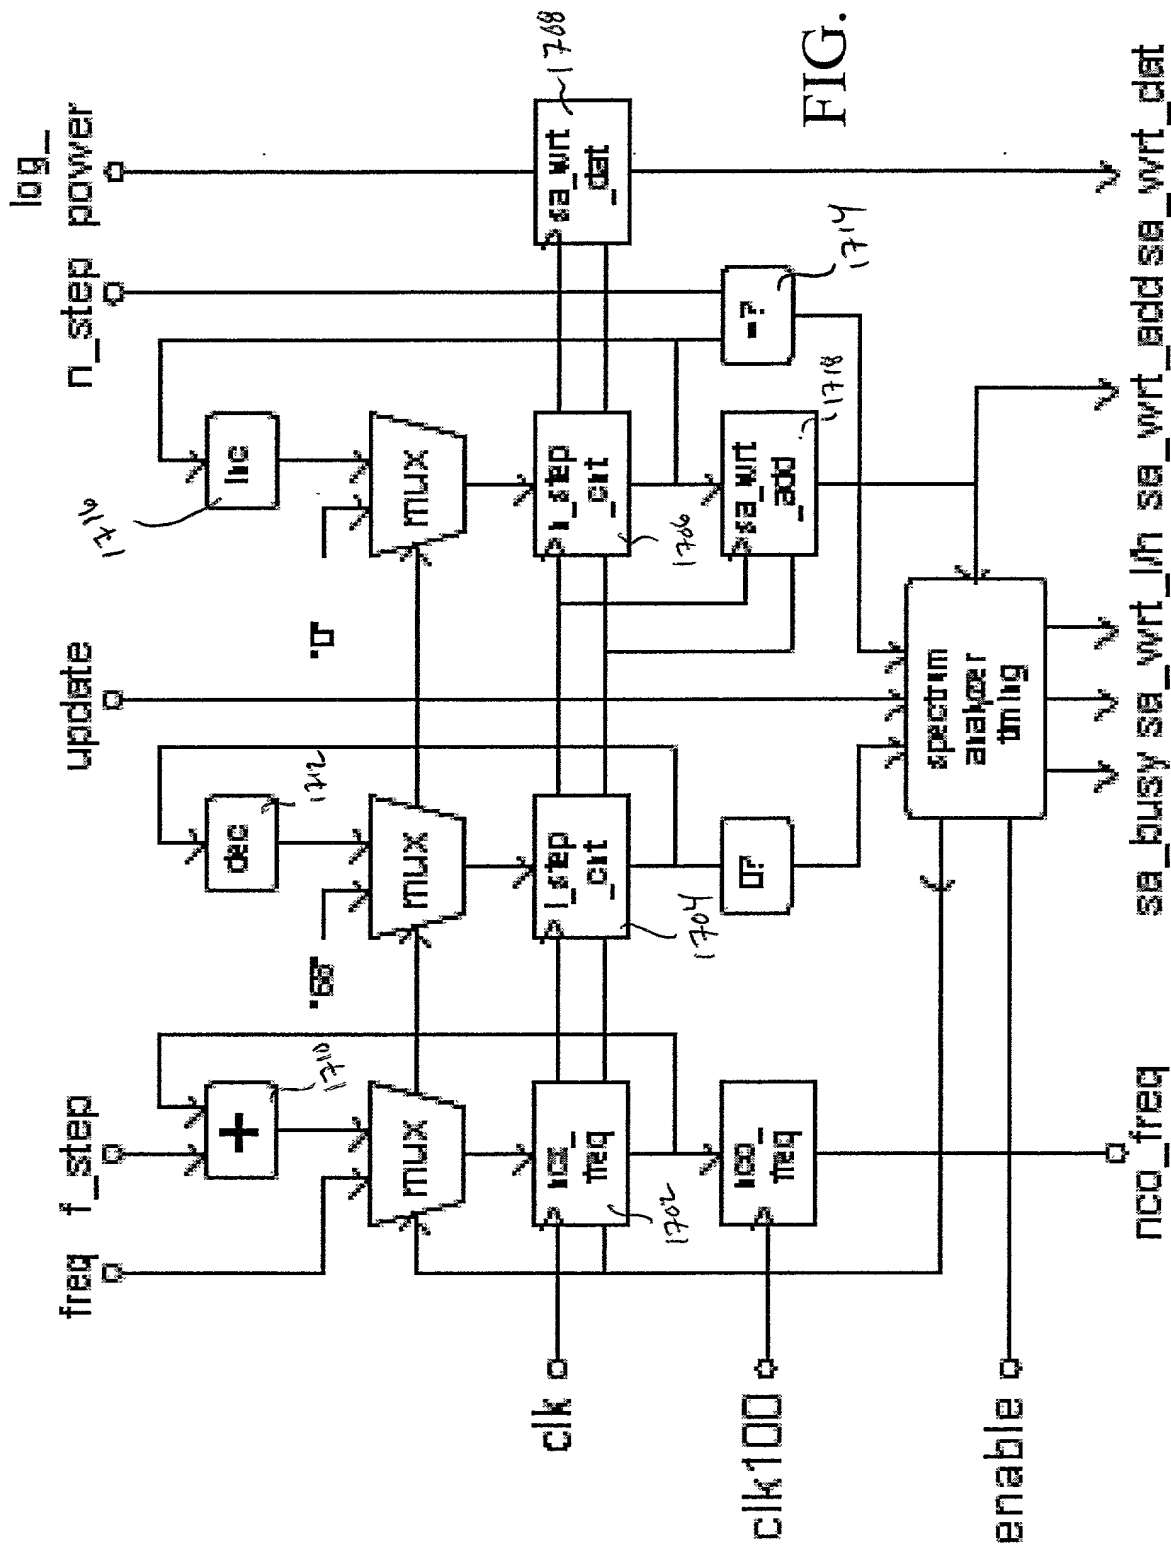 log_
power
n_step
update
f_step
freq
1708
sa_wrt
_dat
FIG.
1714
=?
inc
1716
mux
"0"
n_step
_cnt
1706
sa_wrt
_add
1718
dec
1712
mux
l_step
_cnt
1704
0?
spectrum
analyzer
timing
+
1710
mux
nco_
freq
1702
nco_
freq
clk
clk100
enable
sa_wrt_dat
sa_wrt_add
sa_wrt_l/h
sa_busy
nco_freq